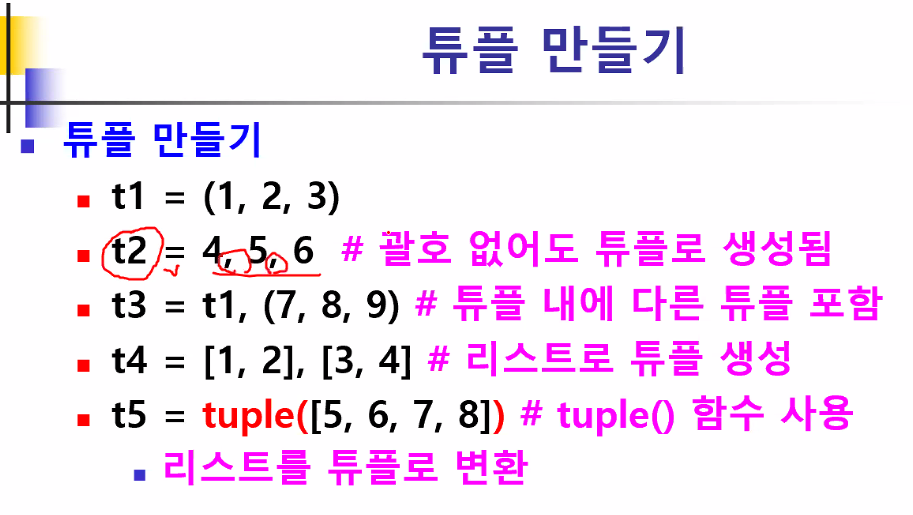 튜플 만들기
튜플 만들기
t1 = (1, 2, 3)
t2 = 4, 5, 6 # 괄호 없어도 튜플로 생성됨
t3 = t1, (7, 8, 9) # 튜플 내에 다른 튜플 포함
t4 = [1, 2], [3, 4] # 리스트로 튜플 생성
t5 = tuple([5, 6, 7, 8]) # tuple() 함수 사용
리스트를 튜플로 변환